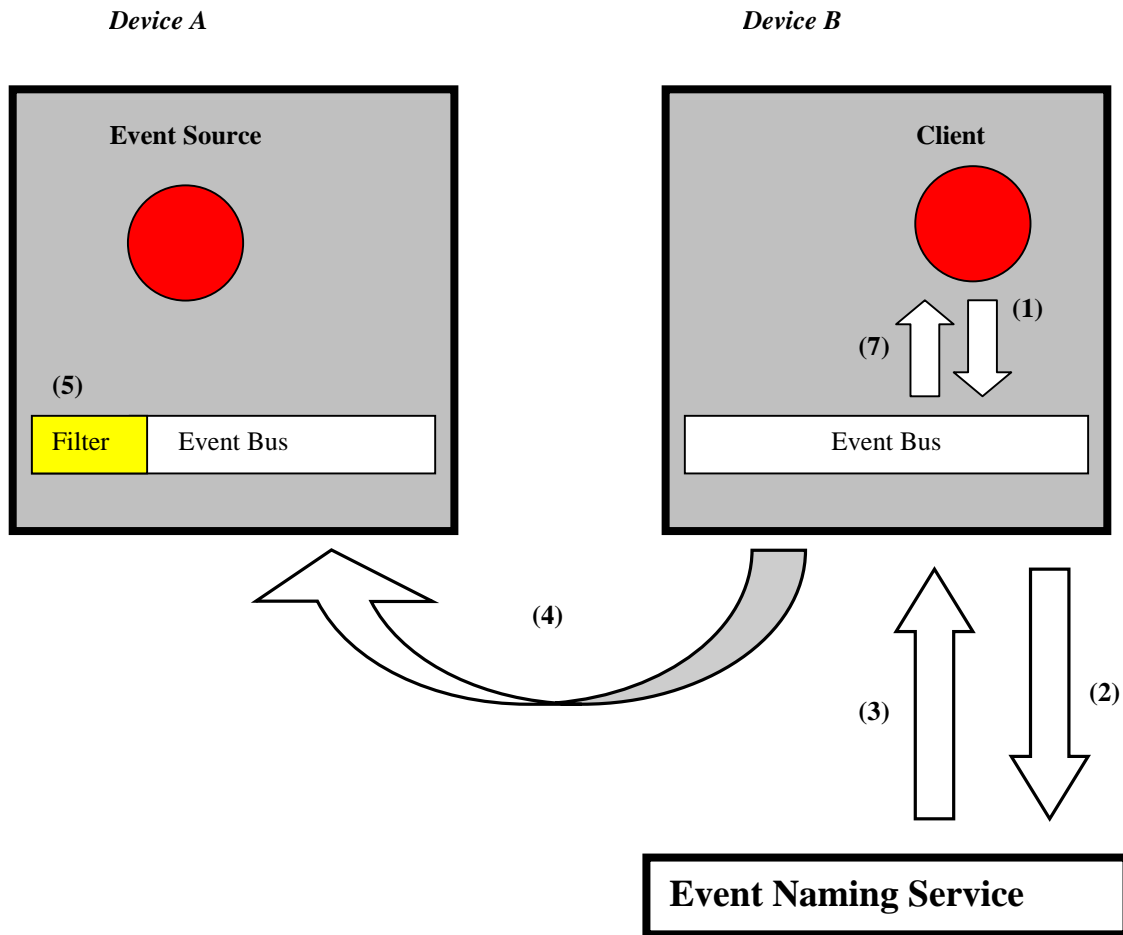 Device A
Device B
Event Source
Client
(1)
(7)
(5)
Filter
Event Bus
Event Bus
(4)
(3)
(2)
Event Naming Service